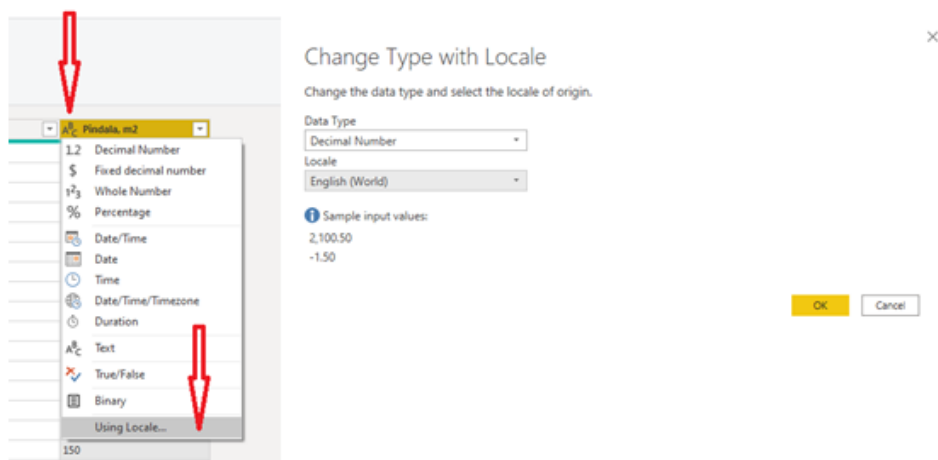 Pindala, m2
1.2 Decimal Number
$ Fixed decimal number
1²3 Whole Number
% Percentage
Date/Time
Date
Time
Date/Time/Timezone
Duration
ABC Text
True/False
Binary
Using Locale...
150
Change Type with Locale
Change the data type and select the locale of origin.
Data Type
Decimal Number
Locale
English (World)
Sample input values:
2,100.50
-1.50
OK Cancel